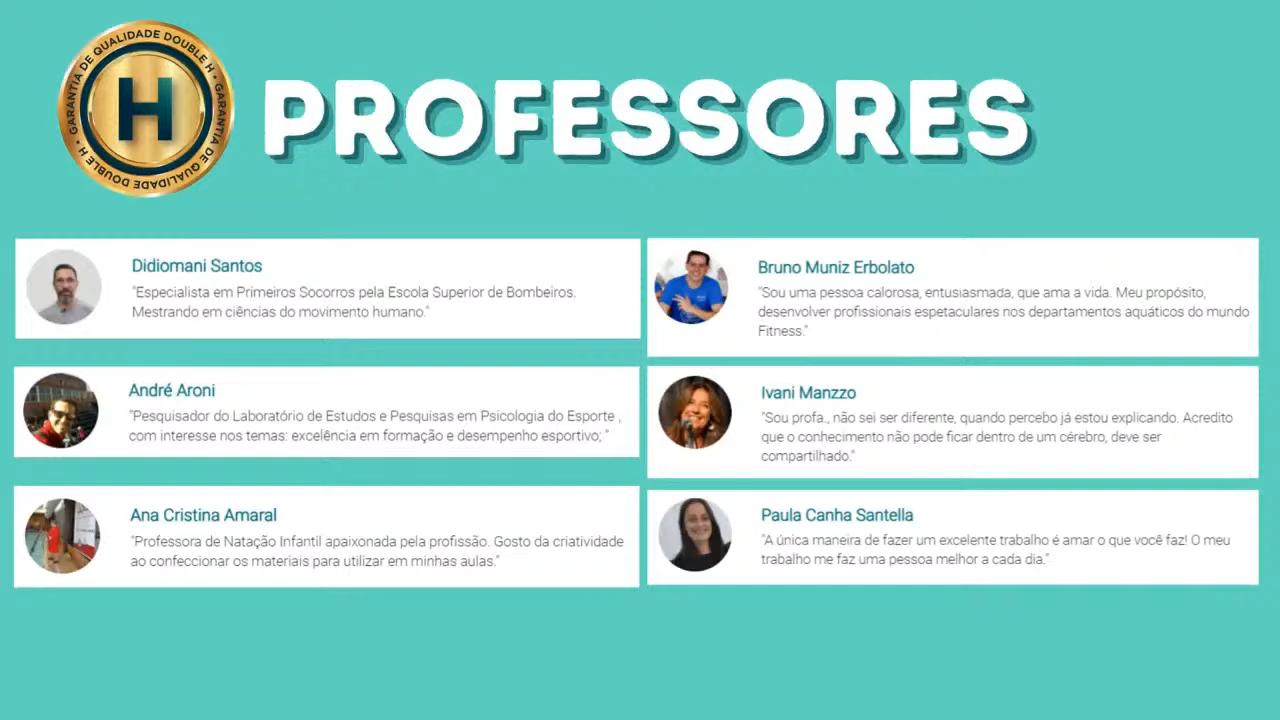 GARANTIA DE QUALIDADE DOUBLE H • GARANTIA DE QUALIDADE DOUBLE H •
H
PROFESSORES
Didiomani Santos
"Especialista em Primeiros Socorros pela Escola Superior de Bombeiros.
Mestrando em ciências do movimento humano."
André Aroni
"Pesquisador do Laboratório de Estudos e Pesquisas em Psicologia do Esporte ,
com interesse nos temas: excelência em formação e desempenho esportivo; "
Ana Cristina Amaral
"Professora de Natação Infantil apaixonada pela profissão. Gosto da criatividade
ao confeccionar os materiais para utilizar em minhas aulas."
Bruno Muniz Erbolato
"Sou uma pessoa calorosa, entusiasmada, que ama a vida. Meu propósito,
desenvolver profissionais espetaculares nos departamentos aquáticos do mundo
Fitness."
Ivani Manzzo
"Sou profa., não sei ser diferente, quando percebo já estou explicando. Acredito
que o conhecimento não pode ficar dentro de um cérebro, deve ser
compartilhado."
Paula Canha Santella
"A única maneira de fazer um excelente trabalho é amar o que você faz! O meu
trabalho me faz uma pessoa melhor a cada dia."